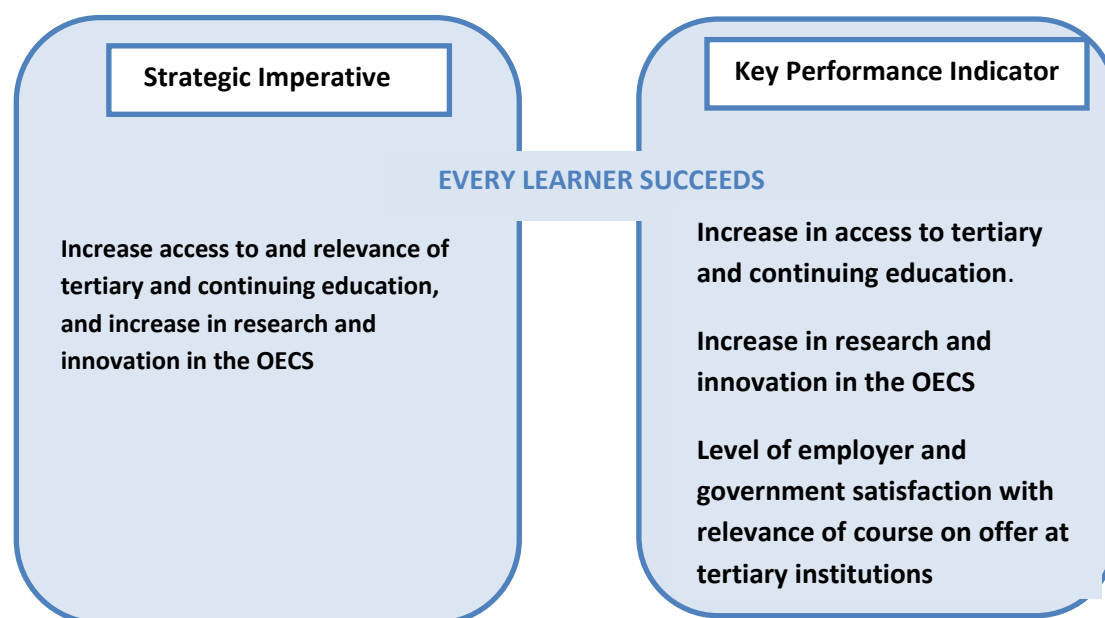 Strategic Imperative
Key Performance Indicator
EVERY LEARNER SUCCEEDS
Increase access to and relevance of
tertiary and continuing education,
and increase in research and
innovation in the OECS
Increase in access to tertiary
and continuing education.
Increase in research and
innovation in the OECS
Level of employer and
government satisfaction with
relevance of course on offer at
tertiary institutions